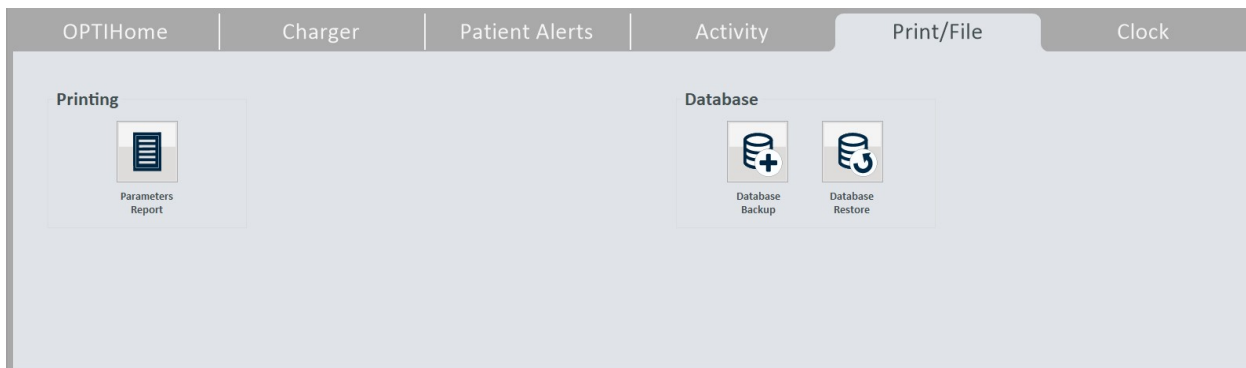 OPTIHome Charger Patient Alerts Activity Print/File Clock
Printing
Parameters
Report
Database
Database
Backup
Database
Restore